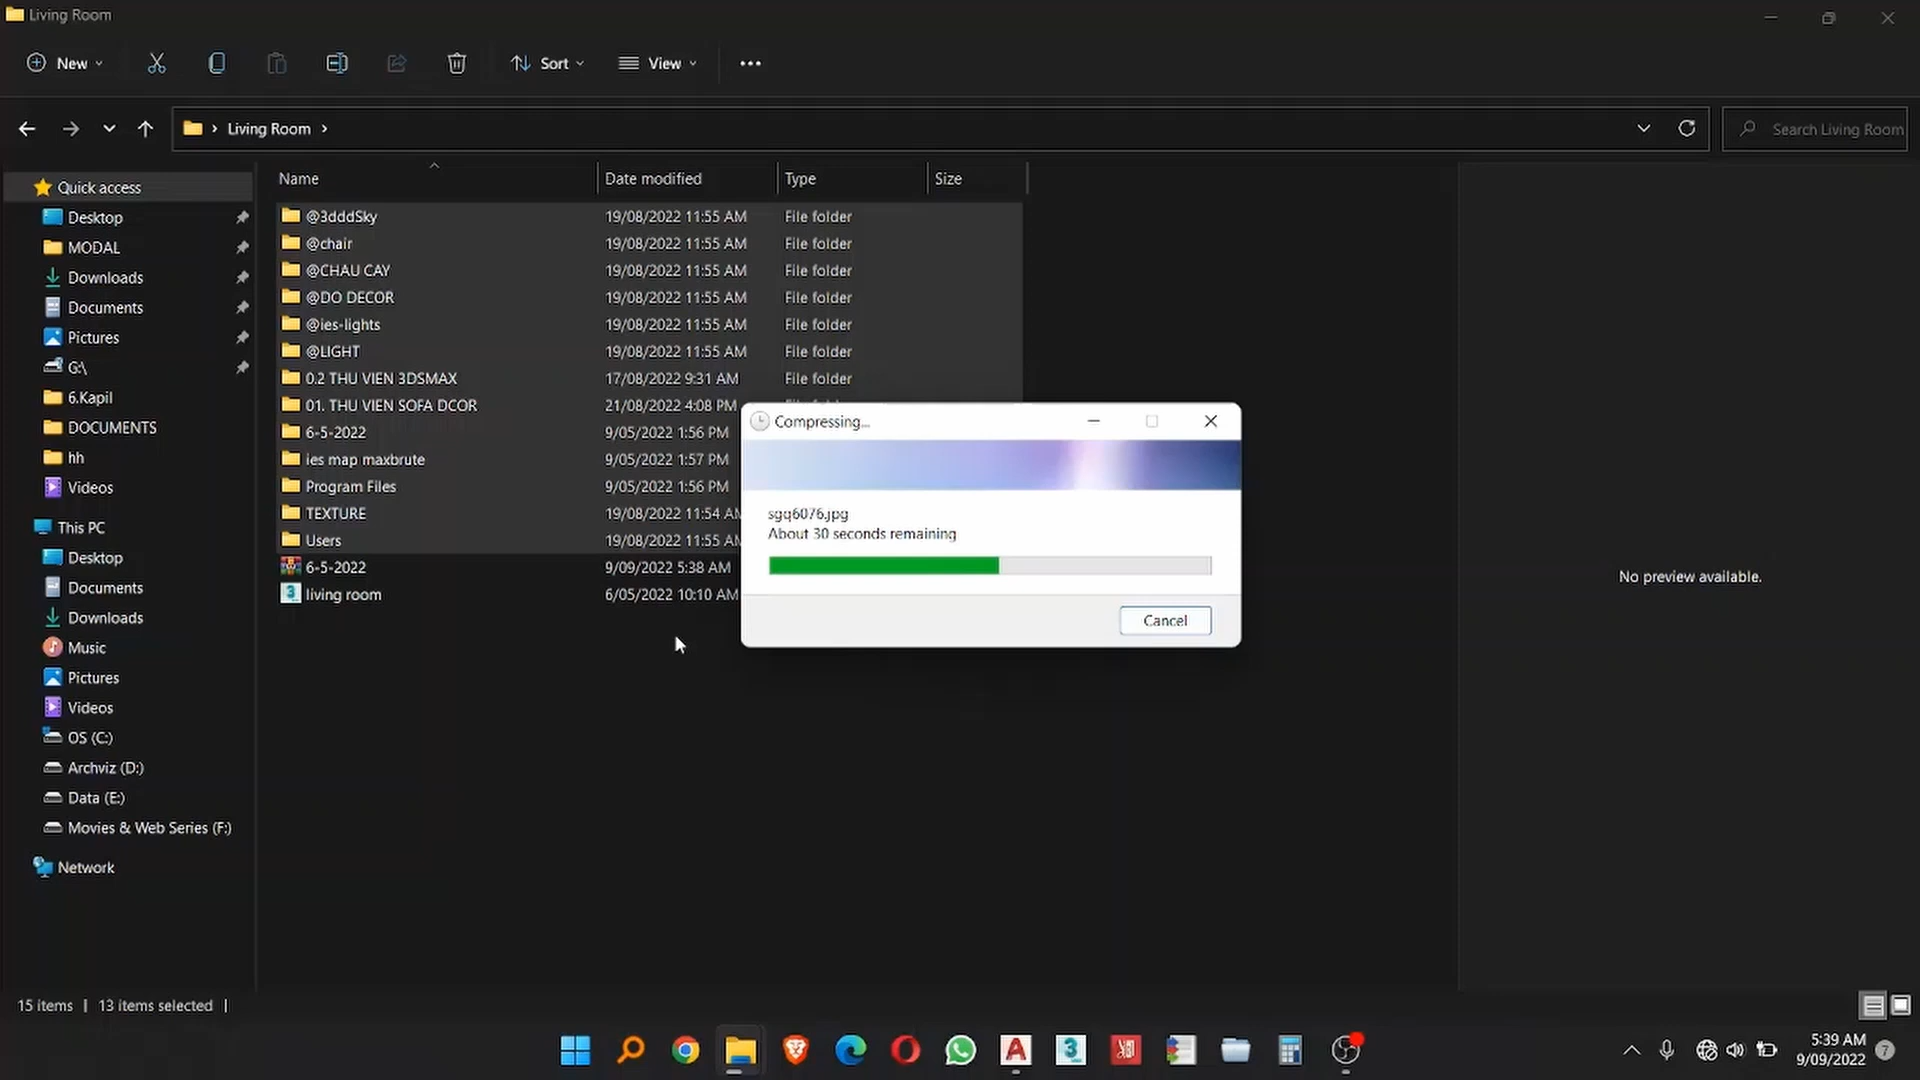 Living Room
New
Sort
View
Living Room
Search Living Room
Name
Date modified
Type
Size
Quick access
Desktop
MODAL
Downloads
Documents
Pictures
G:\
6.Kapil
DOCUMENTS
hh
Videos
This PC
Desktop
Documents
Downloads
Music
Pictures
Videos
OS (C:)
Archviz (D:)
Data (E:)
Movies & Web Series (F:)
Network
@3dddSky 19/08/2022 11:55 AM File folder
@chair 19/08/2022 11:55 AM File folder
@CHAU CAY 19/08/2022 11:55 AM File folder
@DO DECOR 19/08/2022 11:55 AM File folder
@ies-lights 19/08/2022 11:55 AM File folder
@LIGHT 19/08/2022 11:55 AM File folder
0.2 THU VIEN 3DSMAX 17/08/2022 9:31 AM File folder
01. THU VIEN SOFA DCOR 21/08/2022 4:08 PM
6-5-2022 9/05/2022 1:56 PM
ies map maxbrute 9/05/2022 1:57 PM
Program Files 9/05/2022 1:56 PM
TEXTURE 19/08/2022 11:54 AM
Users 19/08/2022 11:55 AM
6-5-2022 9/09/2022 5:38 AM
living room 6/05/2022 10:10 AM
Compressing...
sgq6076.jpg
About 30 seconds remaining
Cancel
No preview available.
15 items | 13 items selected |
5:39 AM
9/09/2022
7